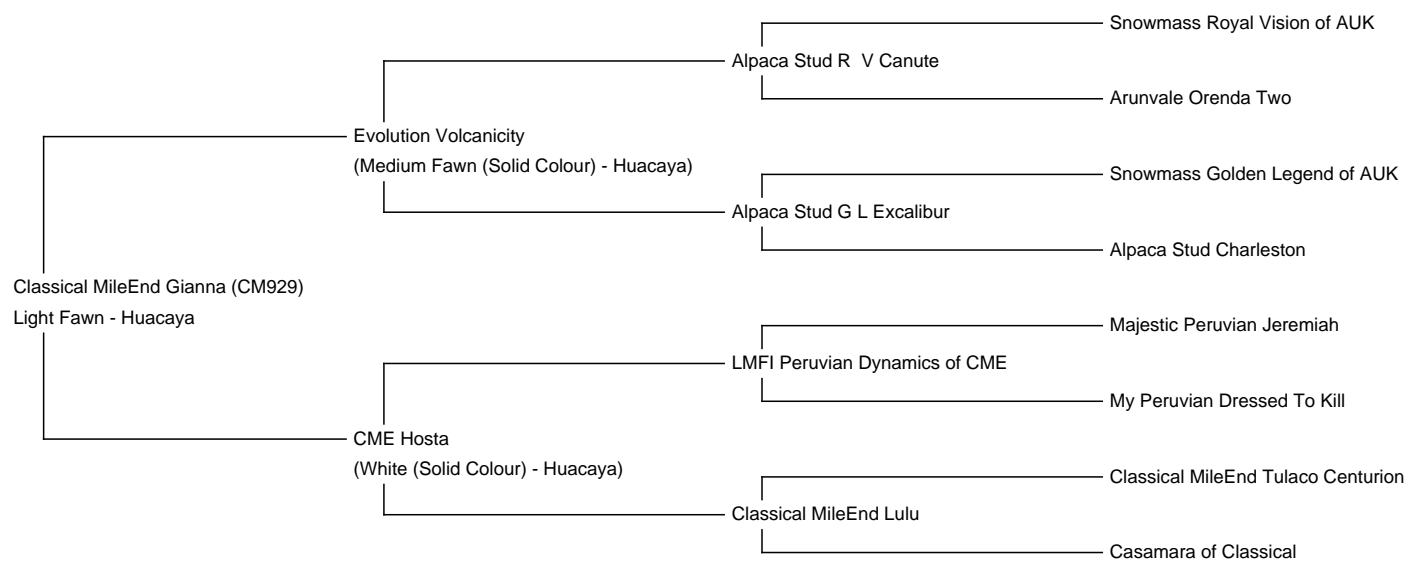 Snowmass Royal Vision of AUK
Alpaca Stud R  V Canute
Arunvale Orenda Two
Evolution Volcanicity
(Medium Fawn (Solid Colour) - Huacaya)
Snowmass Golden Legend of AUK
Alpaca Stud G L Excalibur
Alpaca Stud Charleston
Classical MileEnd Gianna (CM929)
Light Fawn - Huacaya
Majestic Peruvian Jeremiah
LMFI Peruvian Dynamics of CME
My Peruvian Dressed To Kill
CME Hosta
(White (Solid Colour) - Huacaya)
Classical MileEnd Tulaco Centurion
Classical MileEnd Lulu
Casamara of Classical